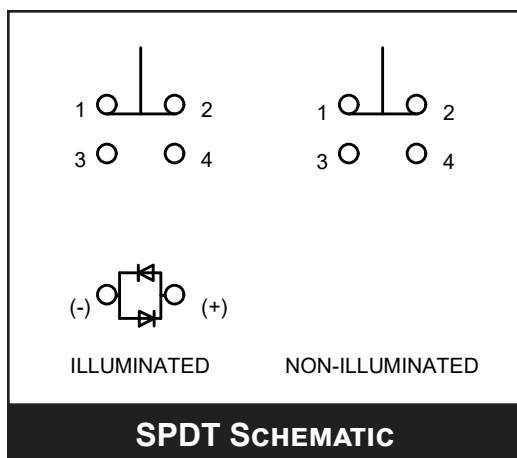 1 2 1 2
3 4 3 4
(-) (+)
ILLUMINATED NON-ILLUMINATED
SPDT SCHEMATIC